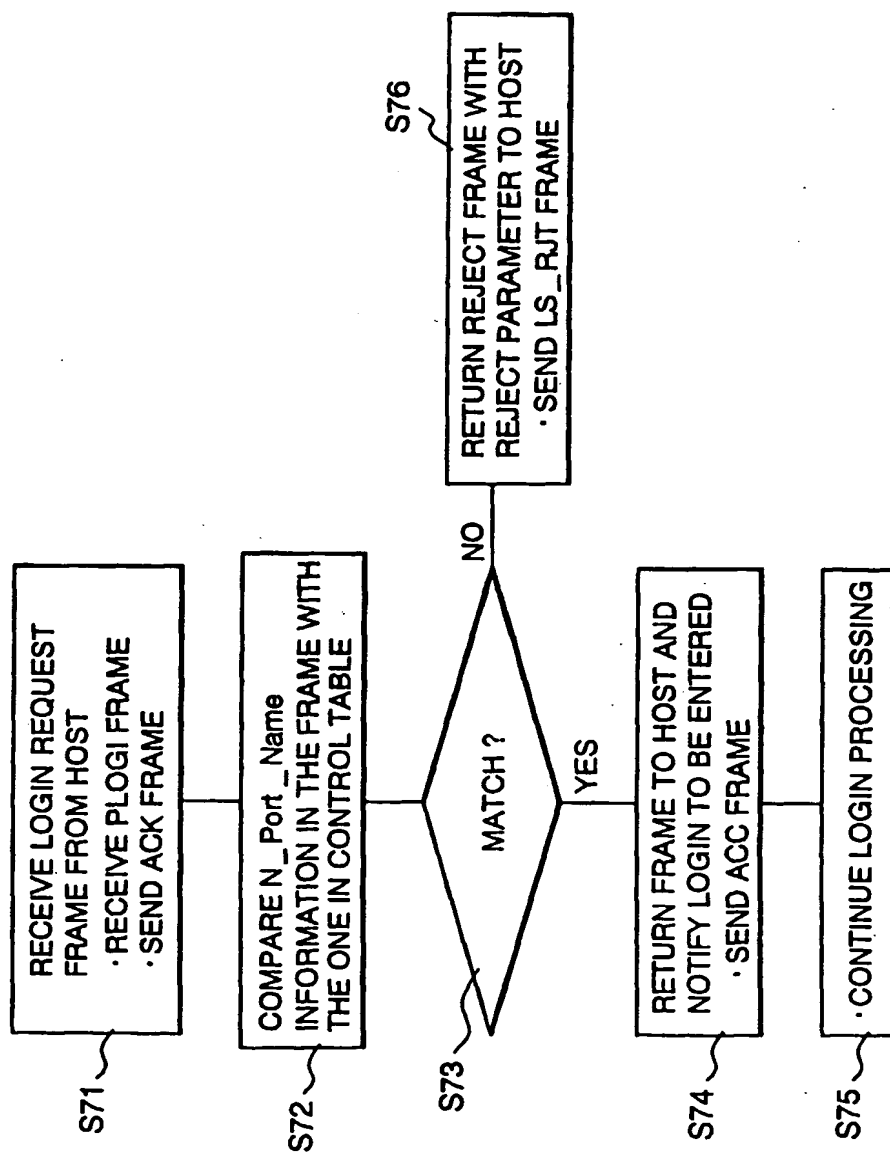 S71
RECEIVE LOGIN REQUEST
FRAME FROM HOST
· RECEIVE PLOGI FRAME
· SEND ACK FRAME
S72
COMPARE N_Port_Name
INFORMATION IN THE FRAME WITH
THE ONE IN CONTROL TABLE
S73
MATCH ?
NO
YES
S76
RETURN REJECT FRAME WITH
REJECT PARAMETER TO HOST
· SEND LS_RJT FRAME
S74
RETURN FRAME TO HOST AND
NOTIFY LOGIN TO BE ENTERED
· SEND ACC FRAME
S75
· CONTINUE LOGIN PROCESSING